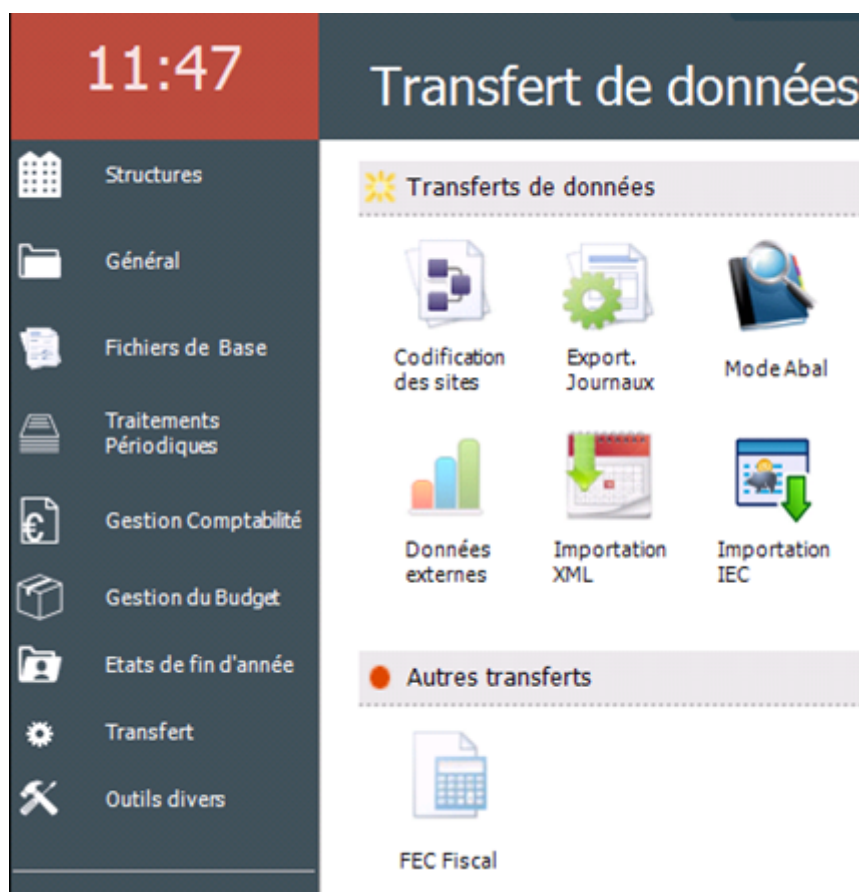 11:47
Transfert de données
Structures
Général
Fichiers de Base
Traitements
Périodiques
Gestion Comptabilité
Gestion du Budget
Etats de fin d'année
Transfert
Outils divers
Transferts de données
Codification
des sites
Export.
Journaux
Mode Abal
Données
externes
Importation
XML
Importation
IEC
Autres transferts
FEC Fiscal